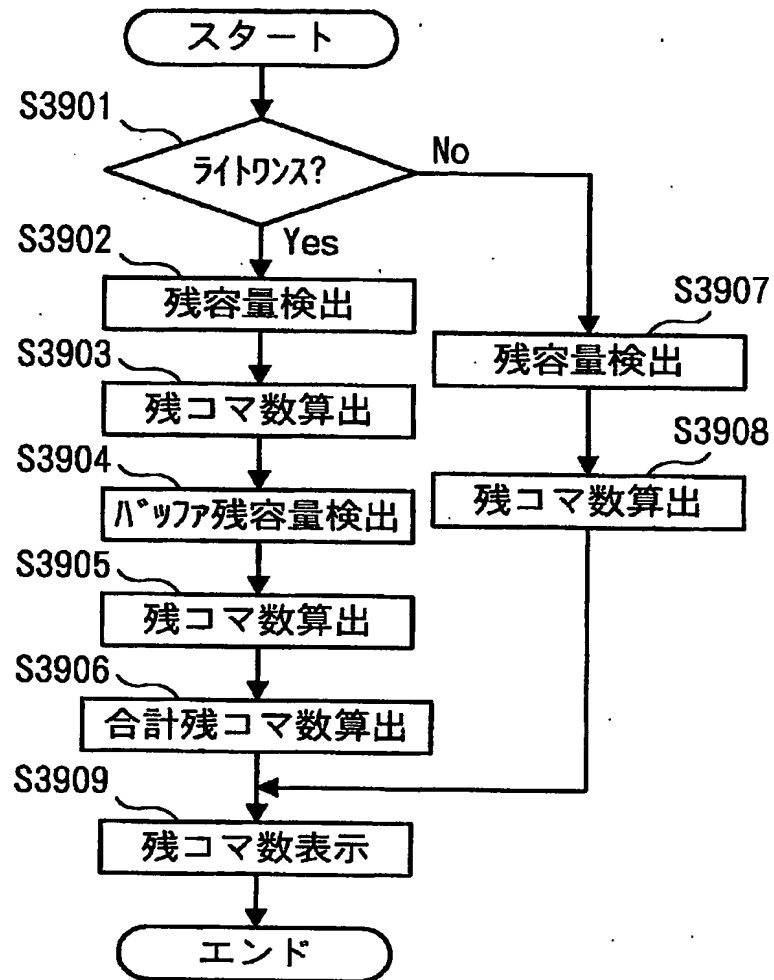 スタート
S3901
ライトワンス?
No
Yes
S3902
残容量検出
S3903
残コマ数算出
S3904
バッファ残容量検出
S3905
残コマ数算出
S3906
合計残コマ数算出
S3907
残容量検出
S3908
残コマ数算出
S3909
残コマ数表示
エンド